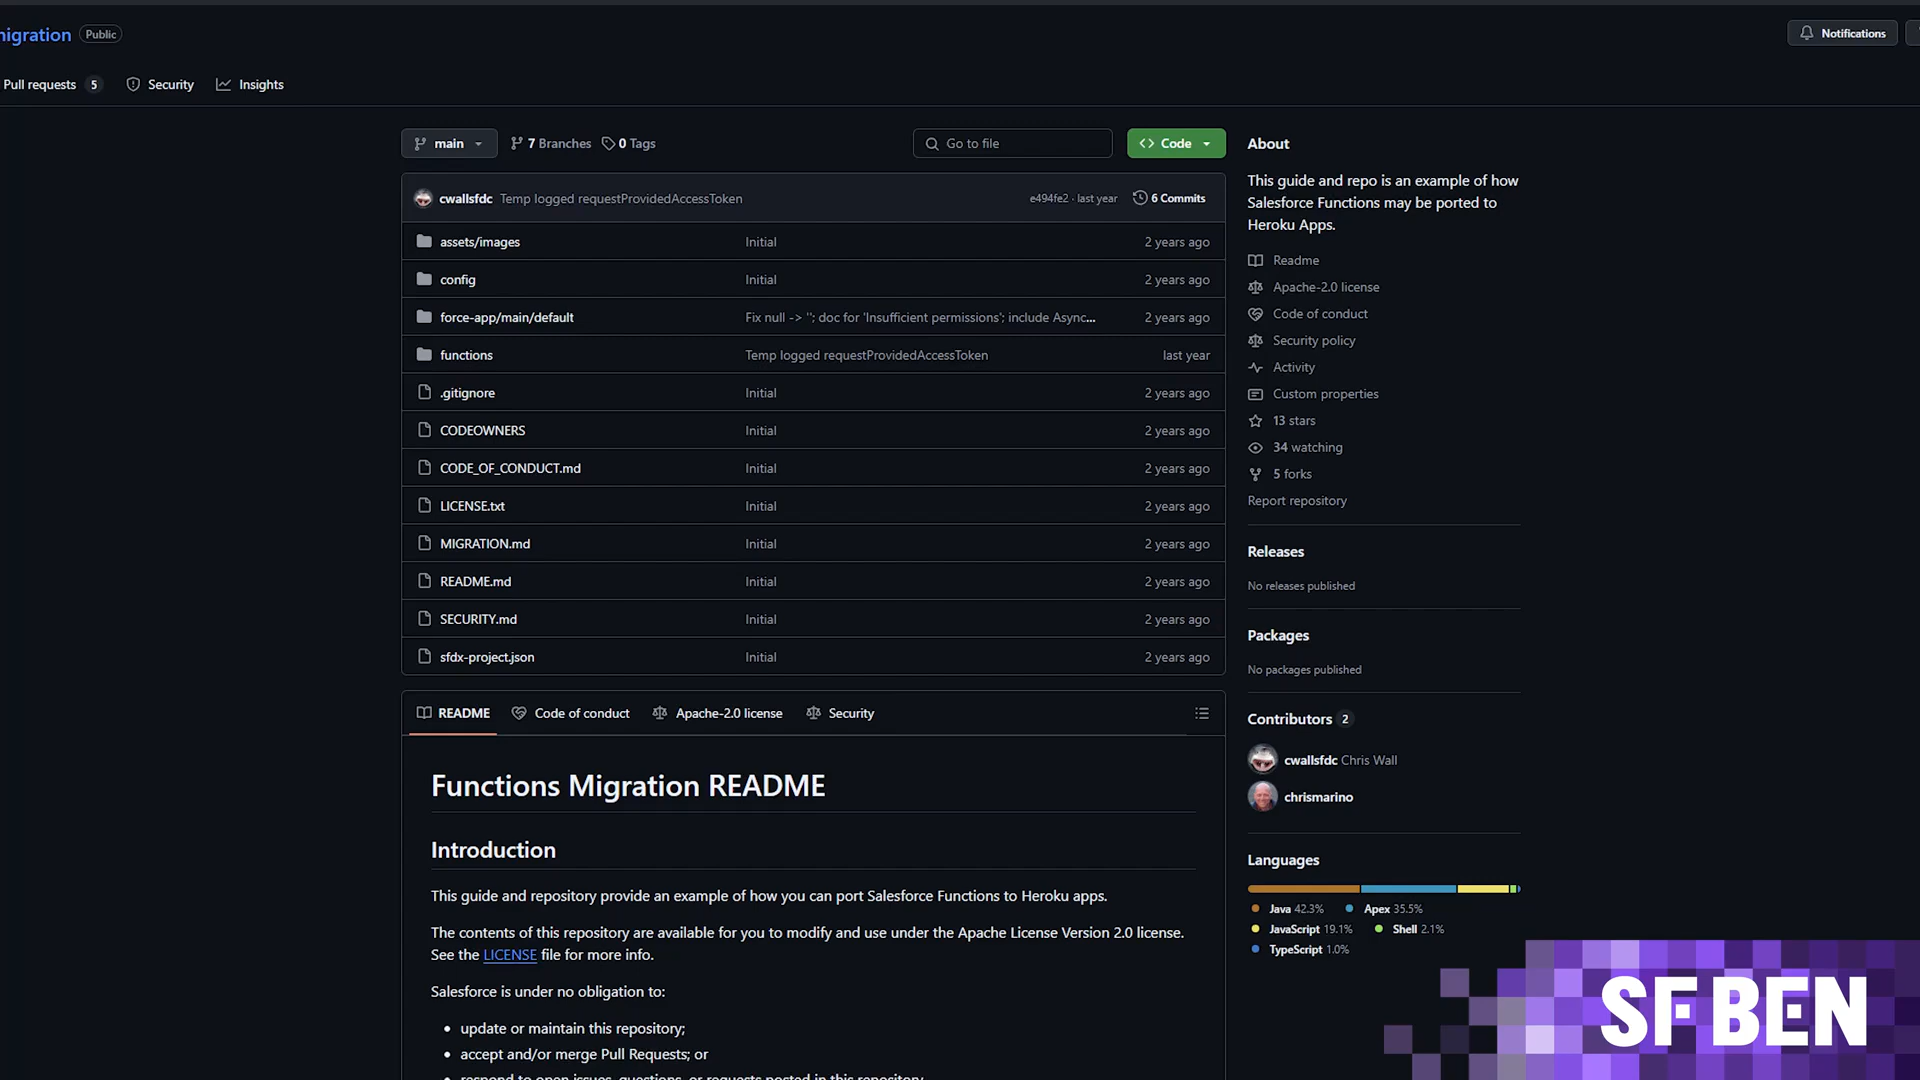 migration Public
Notifications
Pull requests 5 Security Insights
main 7 Branches 0 Tags Go to file Code
cwallsfdc Temp logged requestProvidedAccessToken e494fe2 · last year 6 Commits
assets/images Initial 2 years ago
config Initial 2 years ago
force-app/main/default Fix null -> ''; doc for 'Insufficient permissions'; include Async... 2 years ago
functions Temp logged requestProvidedAccessToken last year
.gitignore Initial 2 years ago
CODEOWNERS Initial 2 years ago
CODE_OF_CONDUCT.md Initial 2 years ago
LICENSE.txt Initial 2 years ago
MIGRATION.md Initial 2 years ago
README.md Initial 2 years ago
SECURITY.md Initial 2 years ago
sfdx-project.json Initial 2 years ago
README Code of conduct Apache-2.0 license Security
Functions Migration README
Introduction
This guide and repository provide an example of how you can port Salesforce Functions to Heroku apps.
The contents of this repository are available for you to modify and use under the Apache License Version 2.0 license.
See the LICENSE file for more info.
Salesforce is under no obligation to:
update or maintain this repository;
accept and/or merge Pull Requests; or
respond to open issues, questions, or requests posted in this repository
About
This guide and repo is an example of how
Salesforce Functions may be ported to
Heroku Apps.
Readme
Apache-2.0 license
Code of conduct
Security policy
Activity
Custom properties
13 stars
34 watching
5 forks
Report repository
Releases
No releases published
Packages
No packages published
Contributors 2
cwallsfdc Chris Wall
chrismarino
Languages
Java 42.3% Apex 35.5%
JavaScript 19.1% Shell 2.1%
TypeScript 1.0%
SF BEN